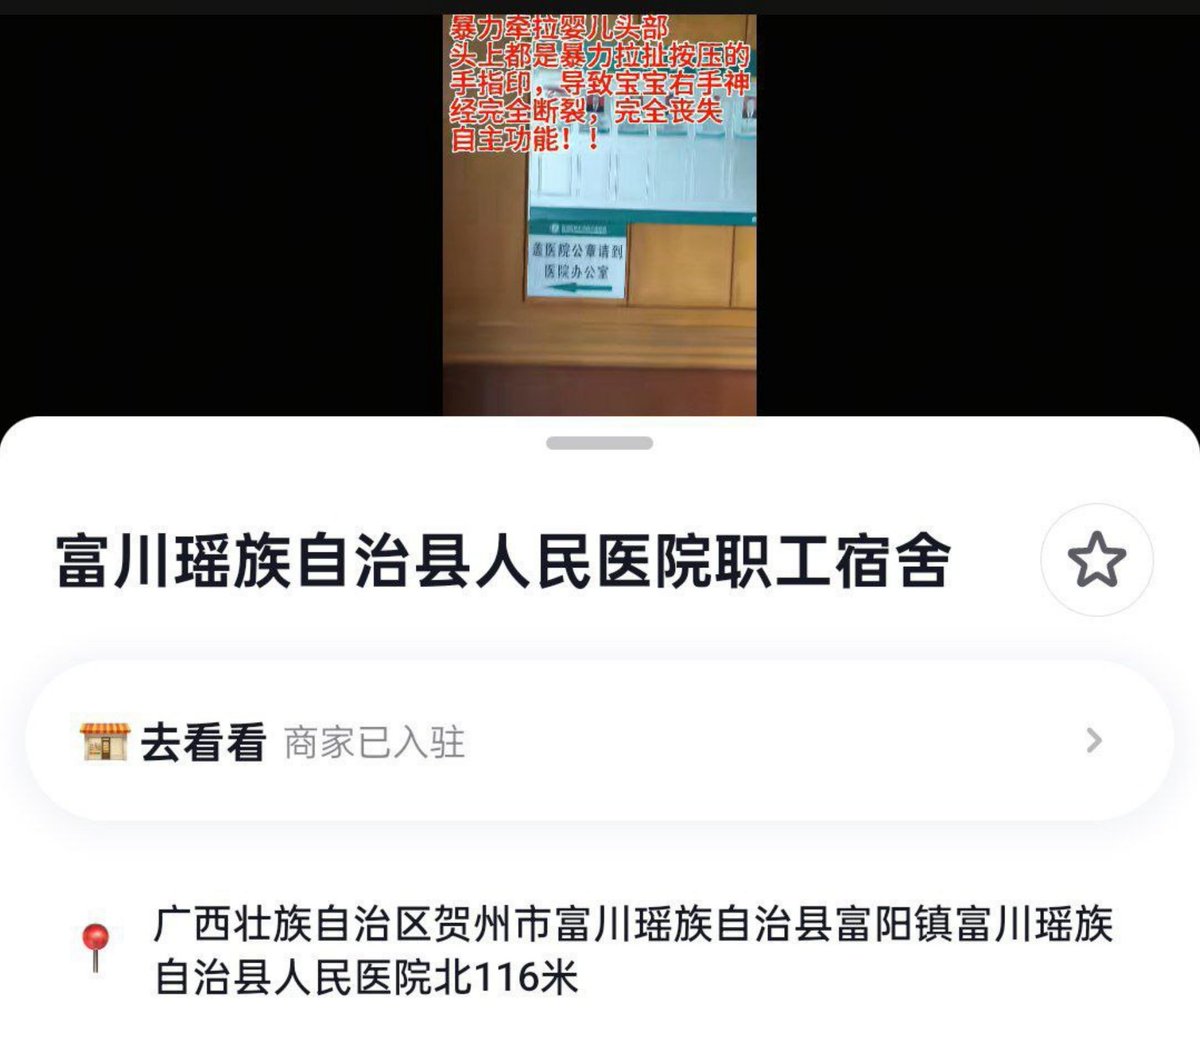 暴力牵拉婴儿头部
头上都是暴力拉扯按压的
手指印，导致宝宝右手神
经完全断裂，完全丧失
自主功能！！
盖医院公章请到
医院办公室
富川瑶族自治县人民医院职工宿舍
去看看 商家已入驻
广西壮族自治区贺州市富川瑶族自治县富阳镇富川瑶族
自治县人民医院北116米